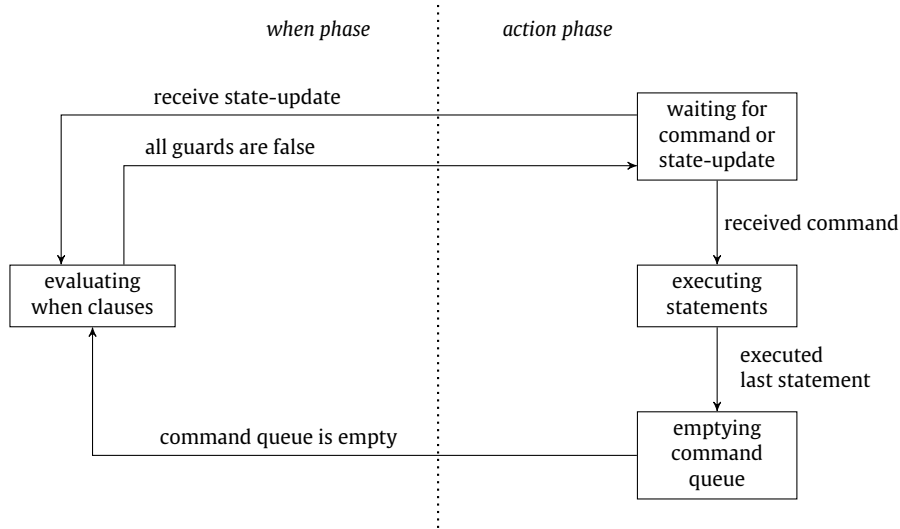 when phase
action phase
receive state-update
waiting for
command or
state-update
all guards are false
received command
evaluating
when clauses
executing
statements
executed
last statement
command queue is empty
emptying
command
queue